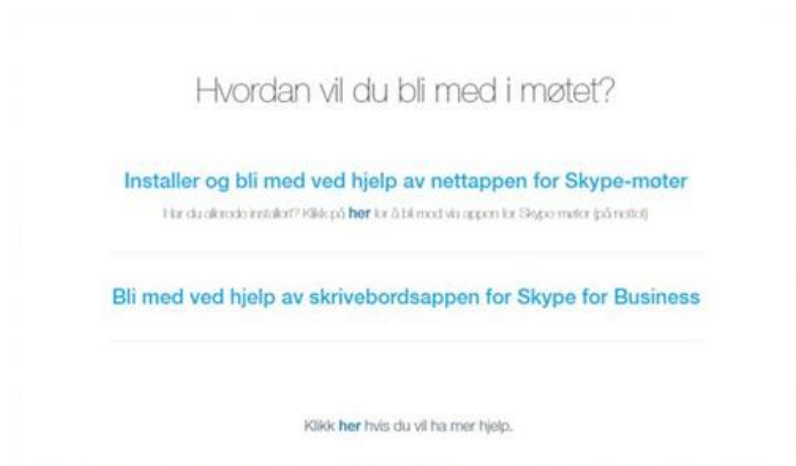 Hvordan vil du bli med i møtet?
Installer og bli med ved hjelp av nettappen for Skype-møter
Har du allerede installert? Klikk på her for å bli med via appen for Skype-møter (på nettet)
Bli med ved hjelp av skrivebordsappen for Skype for Business
Klikk her hvis du vil ha mer hjelp.